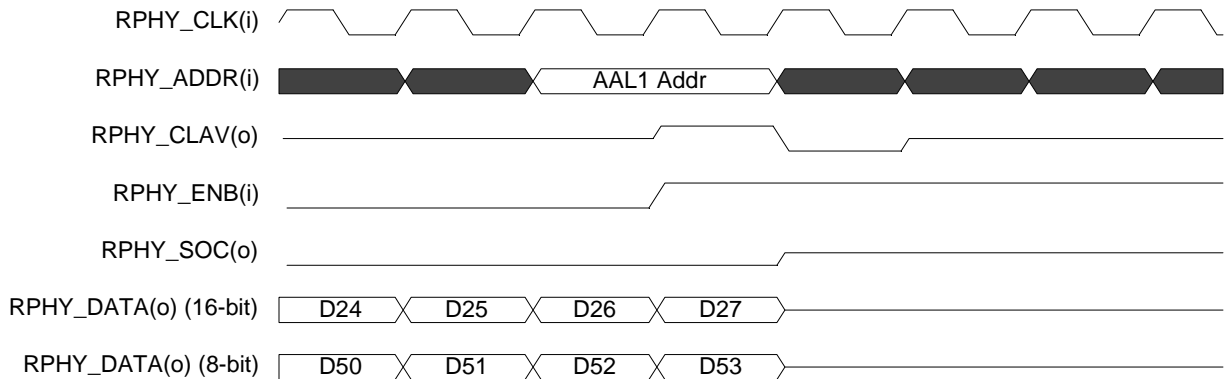 RPHY_CLK(i)
RPHY_ADDR(i) AAL1 Addr
RPHY_CLAV(o)
RPHY_ENB(i)
RPHY_SOC(o)
RPHY_DATA(o) (16-bit) D24 D25 D26 D27
RPHY_DATA(o) (8-bit) D50 D51 D52 D53